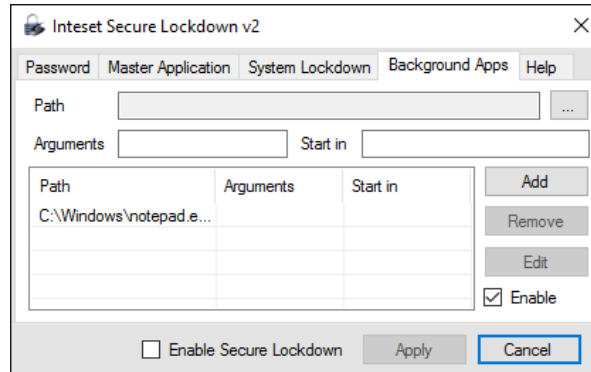 Inteset Secure Lockdown v2
Password Master Application System Lockdown Background Apps Help
Path ...
Arguments Start in
Path Arguments Start in Add
C:\Windows\notepad.e... Remove
Edit
Enable
Enable Secure Lockdown Apply Cancel